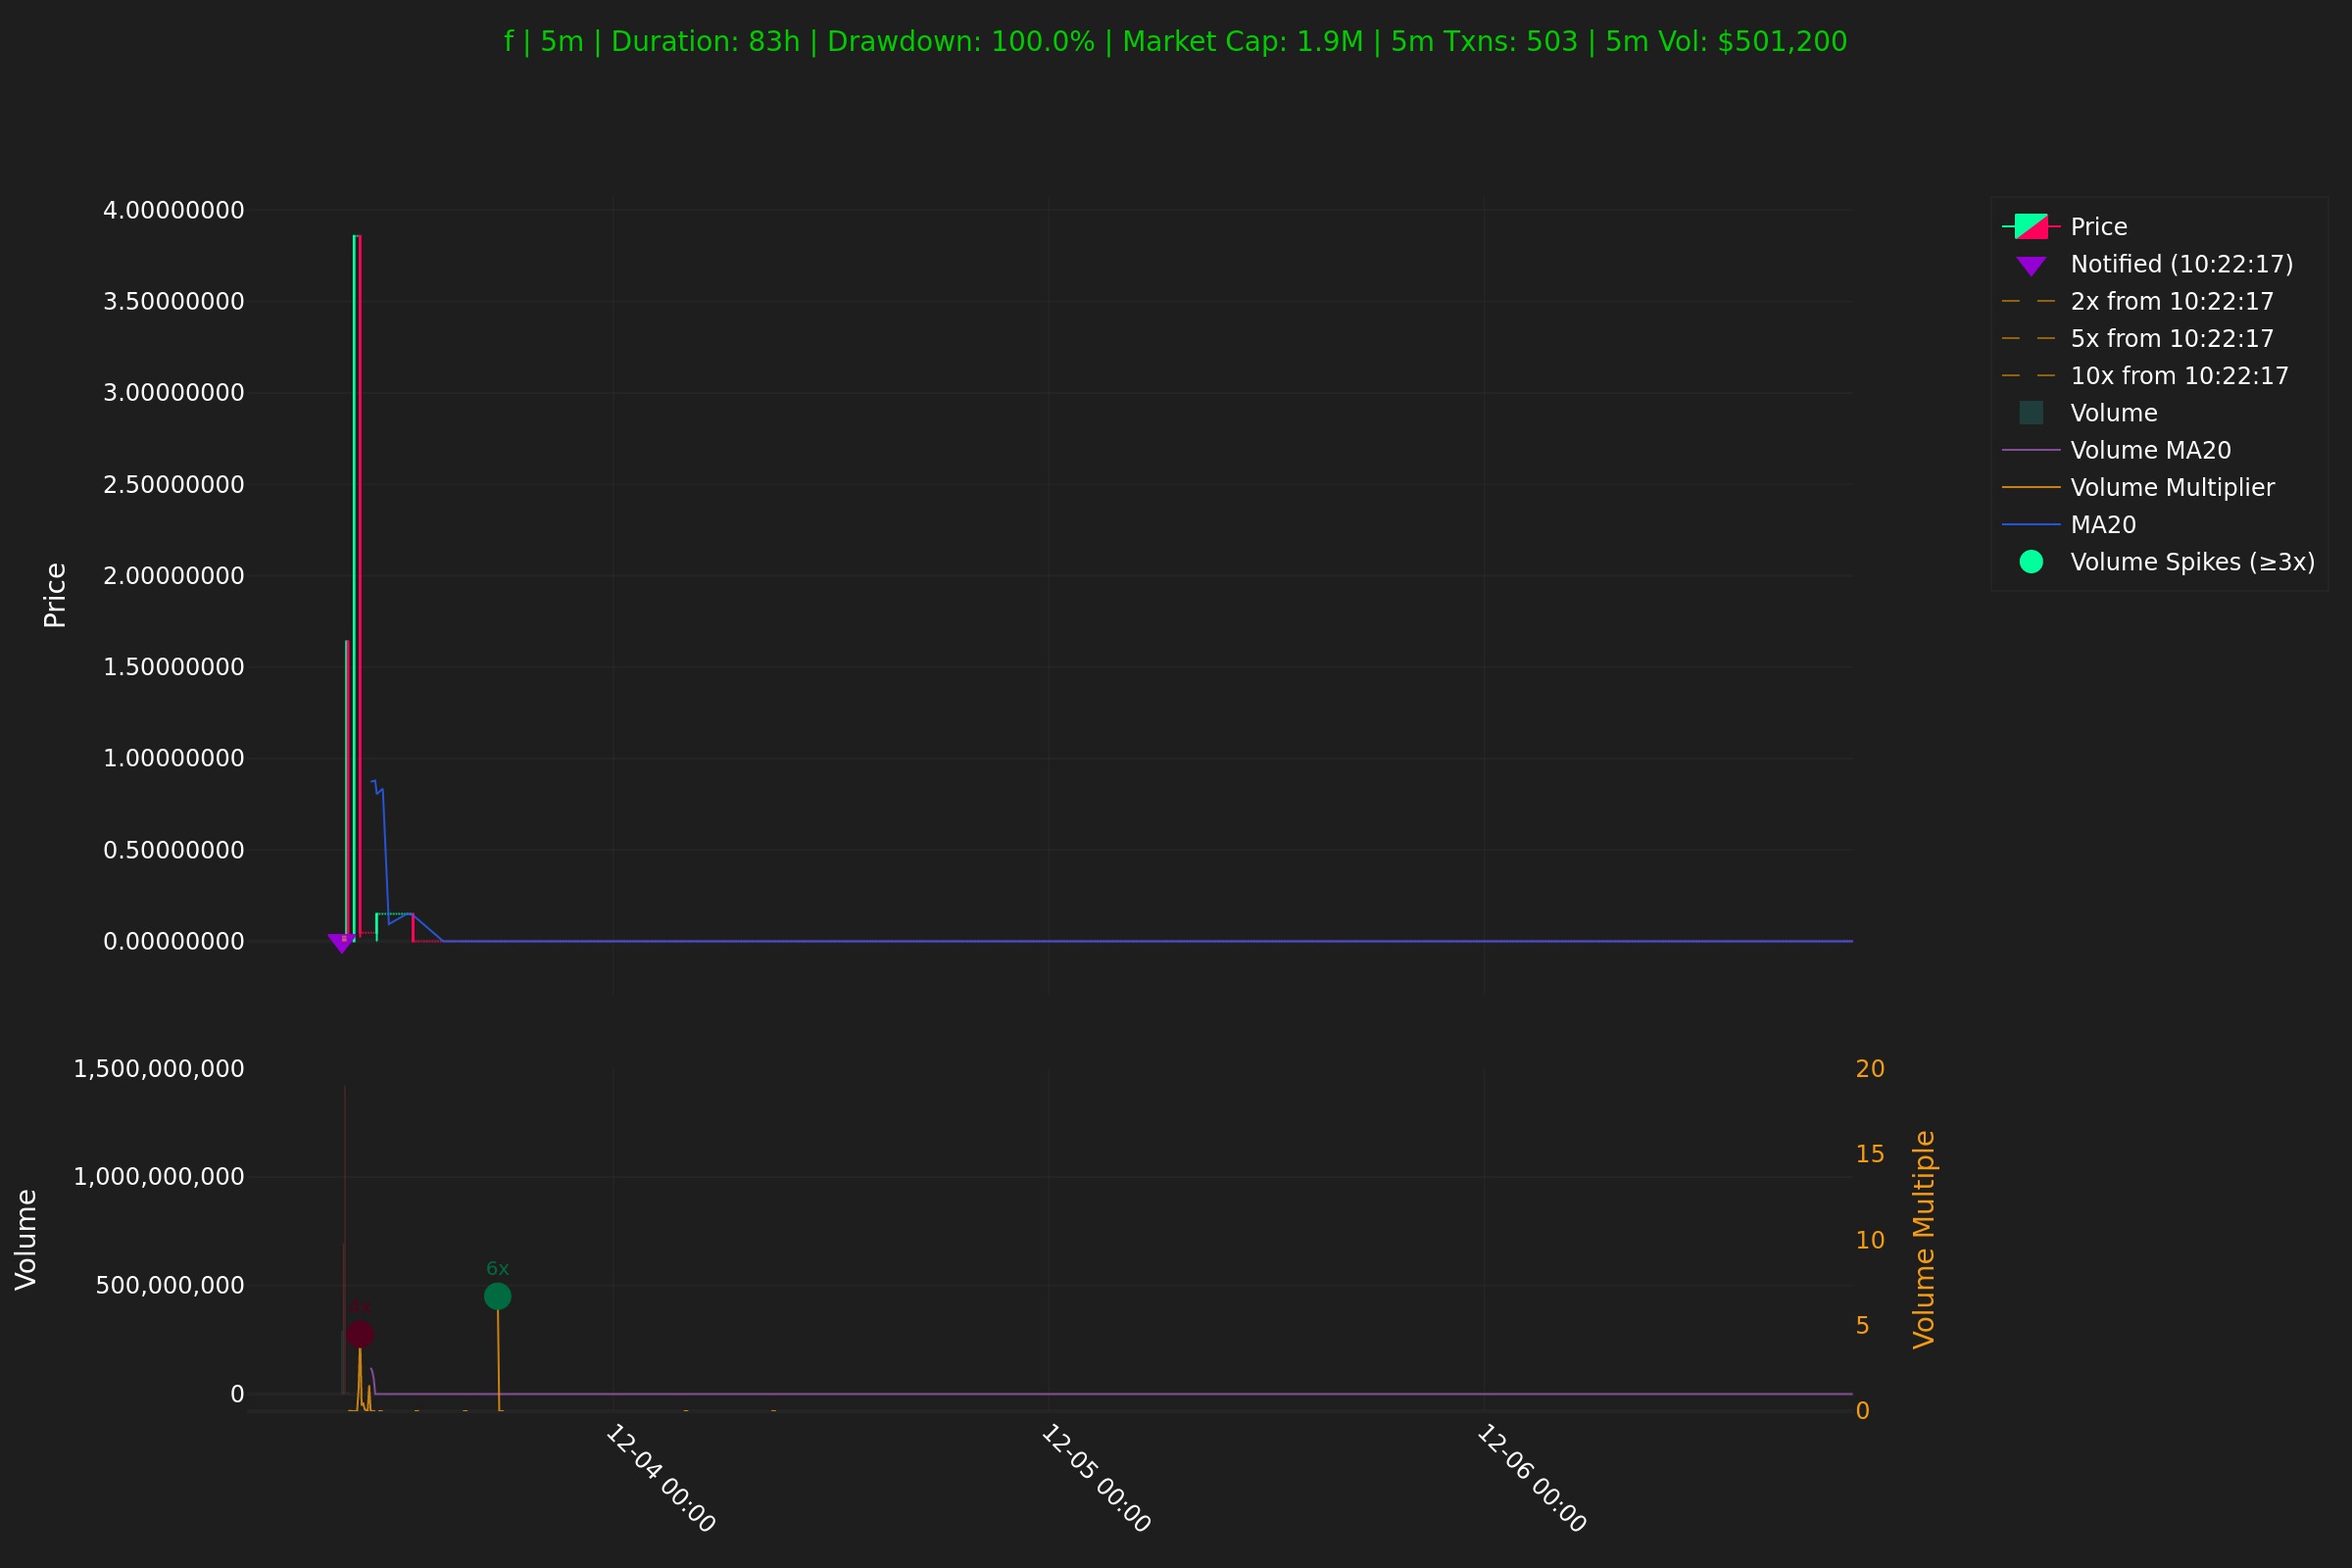 f | 5m | Duration: 83h | Drawdown: 100.0% | Market Cap: 1.9M | 5m Txns: 503 | 5m Vol: $501,200
Price
4.00000000
3.50000000
3.00000000
2.50000000
2.00000000
1.50000000
1.00000000
0.50000000
0.00000000
Price
Notified (10:22:17)
2x from 10:22:17
5x from 10:22:17
10x from 10:22:17
Volume
Volume MA20
Volume Multiplier
MA20
Volume Spikes (≥3x)
Volume
1,500,000,000
1,000,000,000
500,000,000
0
6x
20
15
10
5
0
Volume Multiple
12-04 00:00
12-05 00:00
12-06 00:00